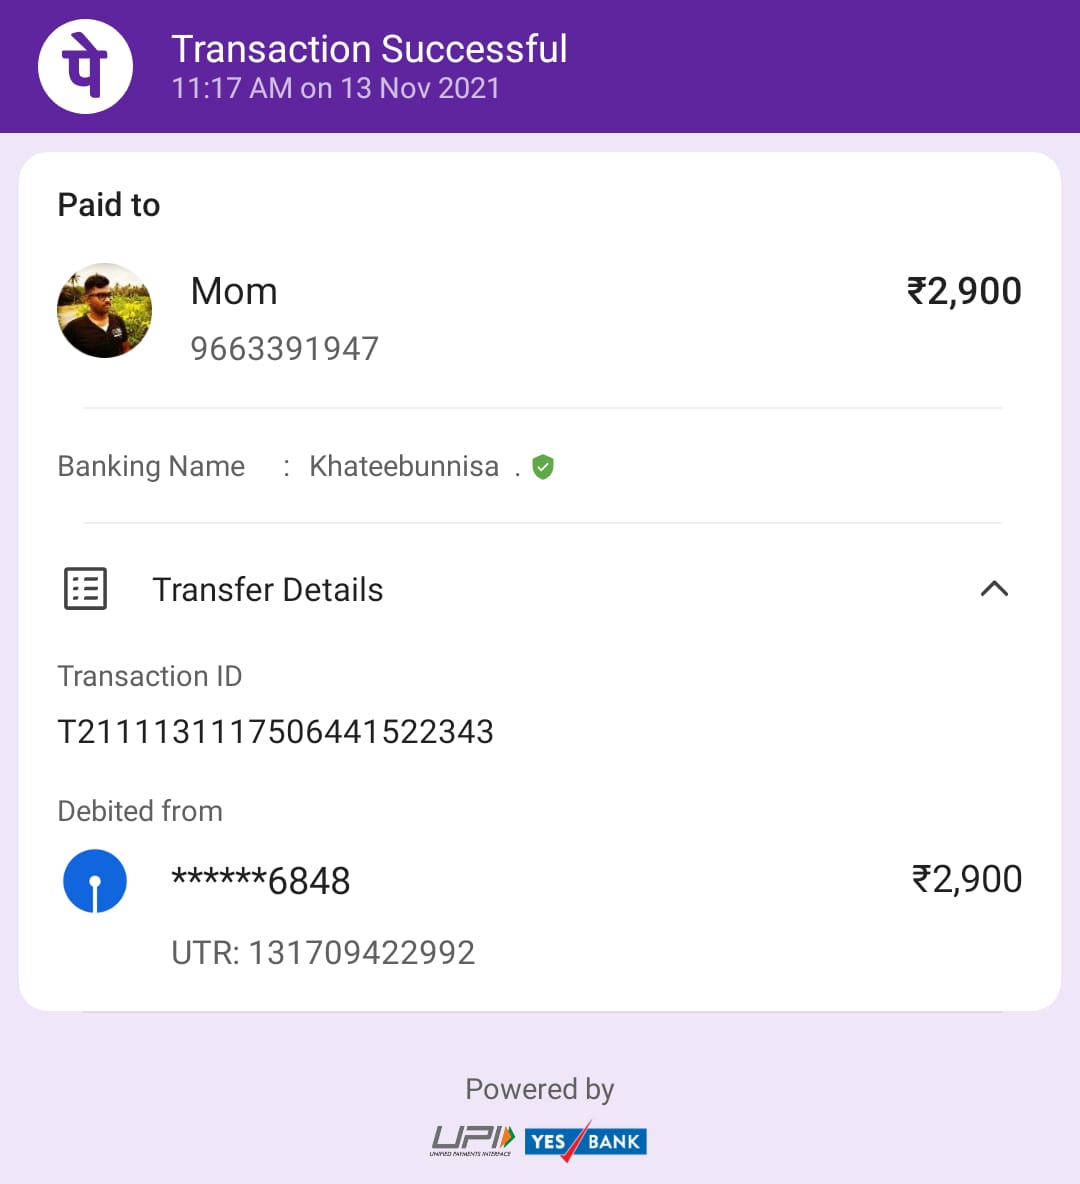 पे
Transaction Successful
11:17 AM on 13 Nov 2021
Paid to
Mom
₹2,900
9663391947
Banking Name : Khateebunnisa .
Transfer Details
Transaction ID
T2111131117506441522343
Debited from
******6848
₹2,900
UTR: 131709422992
Powered by
UPI
UNIFIED PAYMENTS INTERFACE
YES BANK